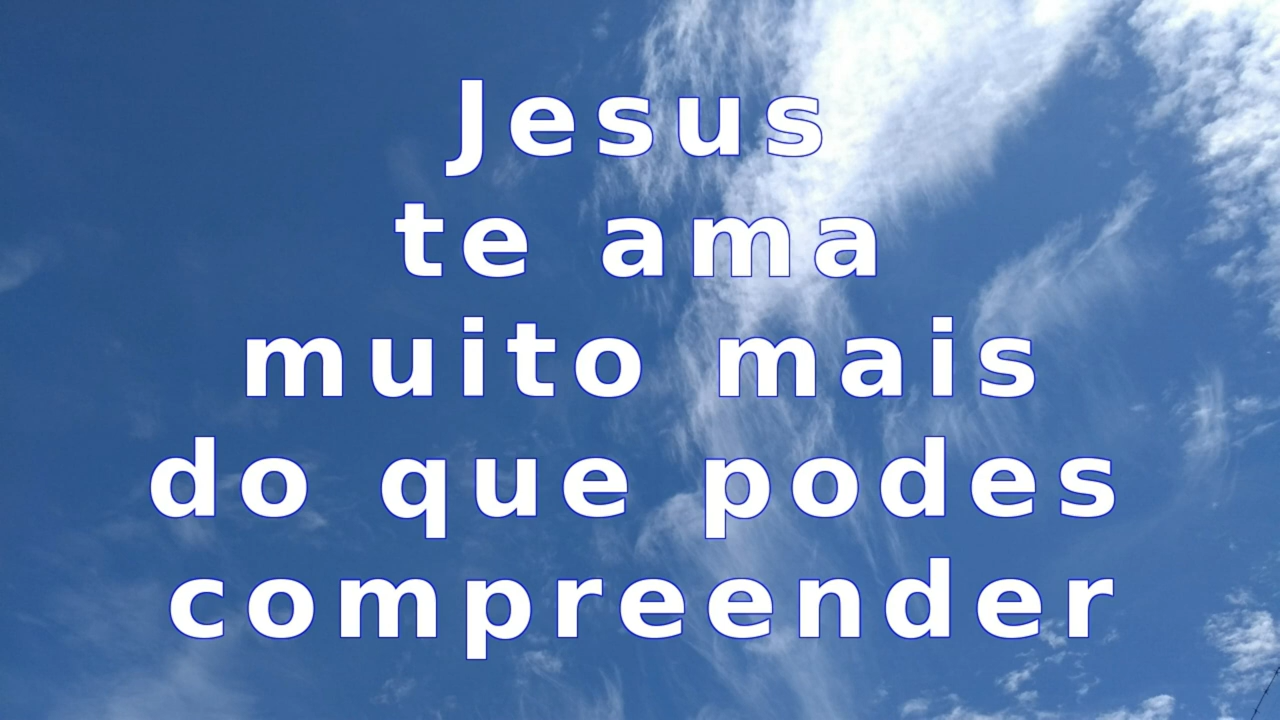 Jesus
te ama
muito mais
do que podes
compreender